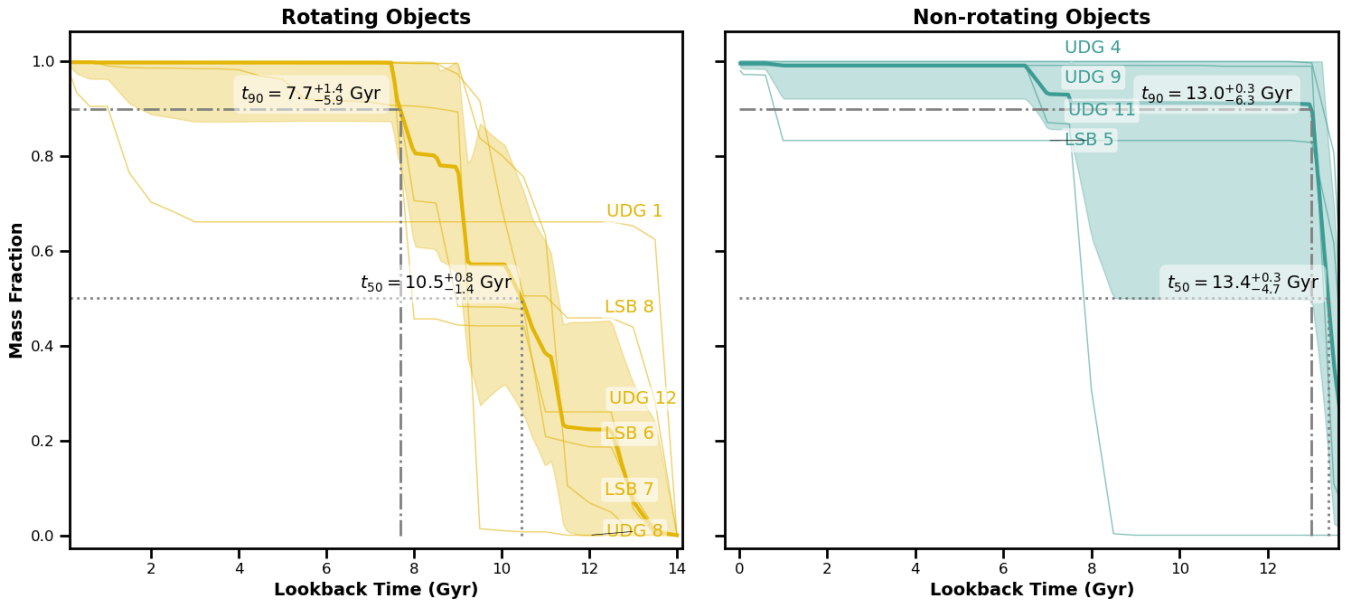 Rotating Objects
Non-rotating Objects
Mass Fraction
1.0
0.8
0.6
0.4
0.2
0.0
t90 = 7.7+1.4−5.9 Gyr
t50 = 10.5+0.8−1.4 Gyr
UDG 1
LSB 8
UDG 12
LSB 6
LSB 7
UDG 8
2 4 6 8 10 12 14
Lookback Time (Gyr)
UDG 4
UDG 9
t90 = 13.0+0.3−6.3 Gyr
UDG 11
LSB 5
t50 = 13.4+0.3−4.7 Gyr
0 2 4 6 8 10 12
Lookback Time (Gyr)